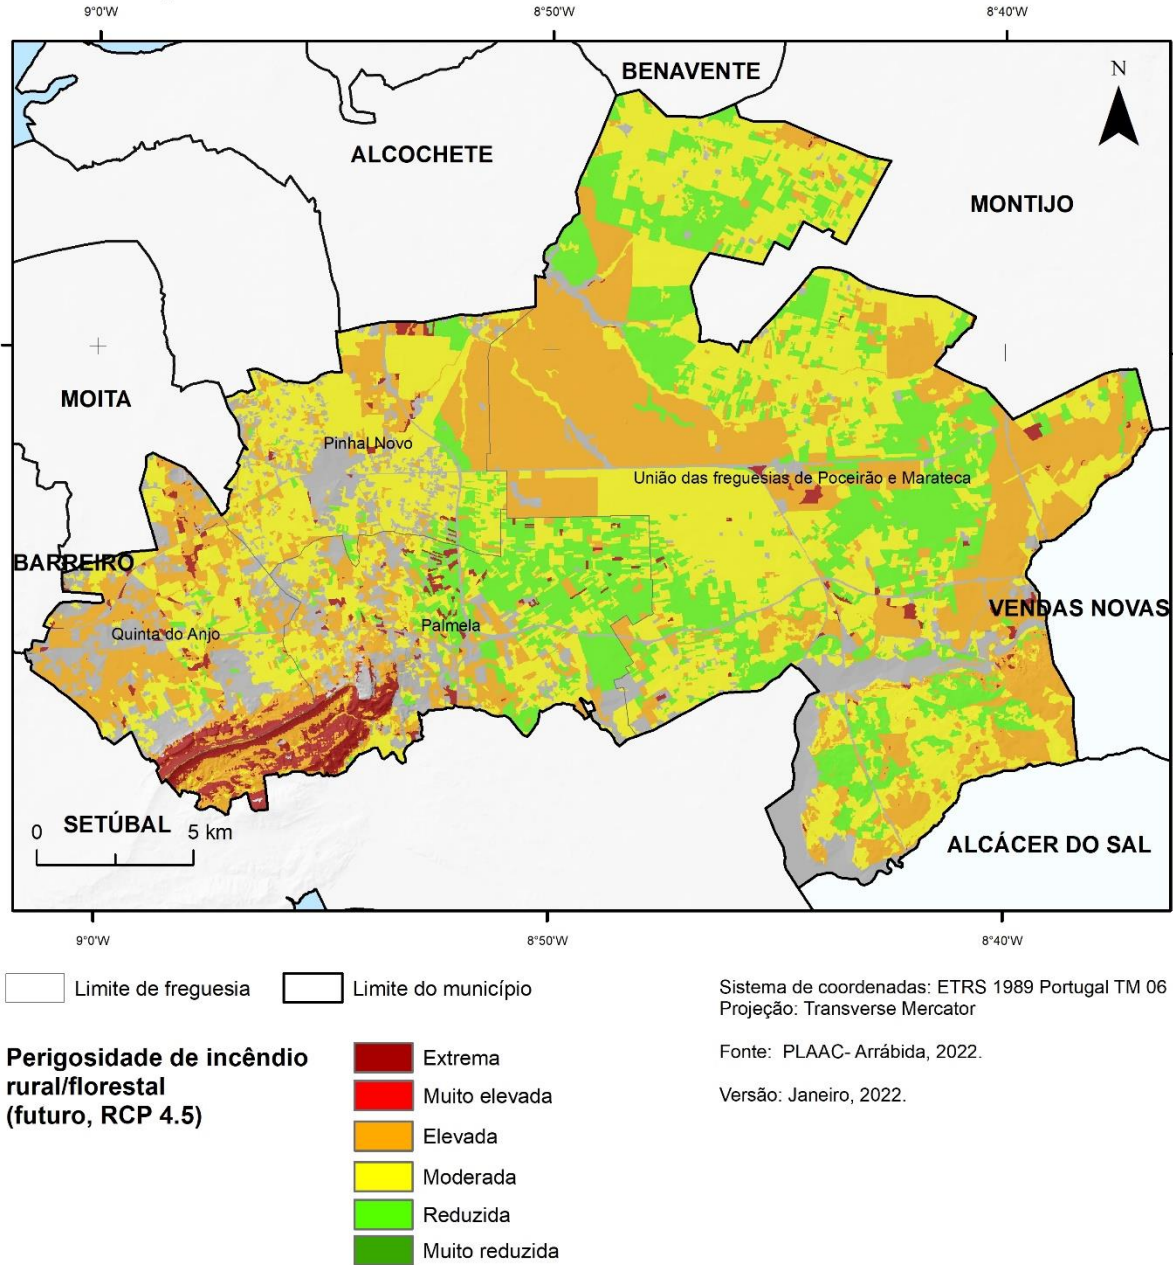 9°0'W 8°50'W 8°40'W
BENAVENTE
N
ALCOCHETE
MONTIJO
MOITA
Pinhal Novo
União das freguesias de Poceirão e Marateca
BARREIRO
VENDAS NOVAS
Quinta do Anjo
Palmela
SETÚBAL
0 5 km
ALCÁCER DO SAL
9°0'W 8°50'W 8°40'W
Limite de freguesia
Limite do município
Sistema de coordenadas: ETRS 1989 Portugal TM 06
Projeção: Transverse Mercator
Fonte: PLAAC- Arrábida, 2022.
Versão: Janeiro, 2022.
Perigosidade de incêndio
rural/florestal
(futuro, RCP 4.5)
Extrema
Muito elevada
Elevada
Moderada
Reduzida
Muito reduzida